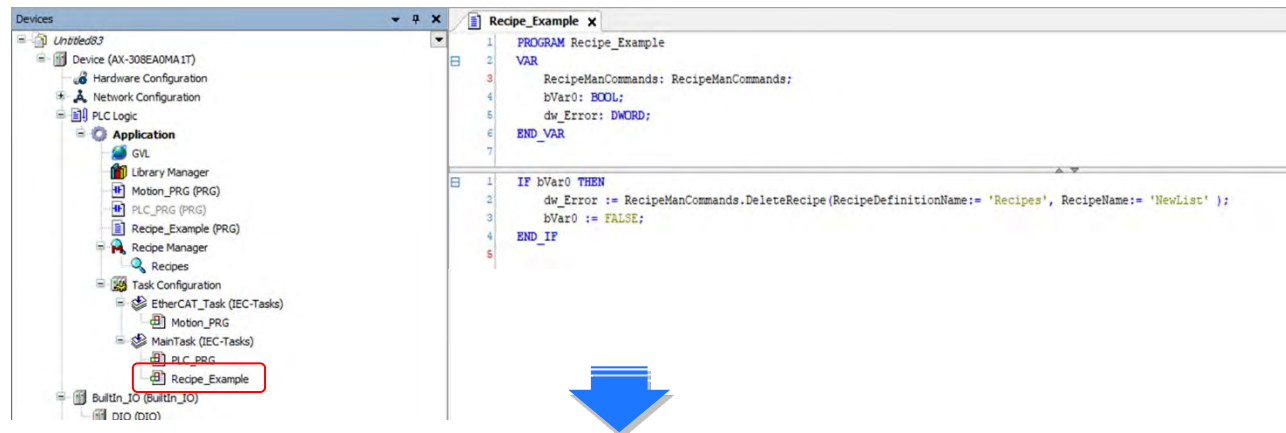 Devices
Untitled83
Device (AX-308EA0MA1T)
Hardware Configuration
Network Configuration
PLC Logic
Application
GVL
Library Manager
Motion_PRG (PRG)
PLC_PRG (PRG)
Recipe_Example (PRG)
Recipe Manager
Recipes
Task Configuration
EtherCAT_Task (IEC-Tasks)
Motion_PRG
MainTask (IEC-Tasks)
PLC_PRG
Recipe_Example
BuiltIn_IO (BuiltIn_IO)
DIO (DIO)
Recipe_Example X
1 PROGRAM Recipe_Example
2 VAR
3 RecipeManCommands: RecipeManCommands;
4 bVar0: BOOL;
5 dw_Error: DWORD;
6 END_VAR
7
1 IF bVar0 THEN
2 dw_Error := RecipeManCommands.DeleteRecipe(RecipeDefinitionName:= 'Recipes', RecipeName:= 'NewList' );
3 bVar0 := FALSE;
4 END_IF
5